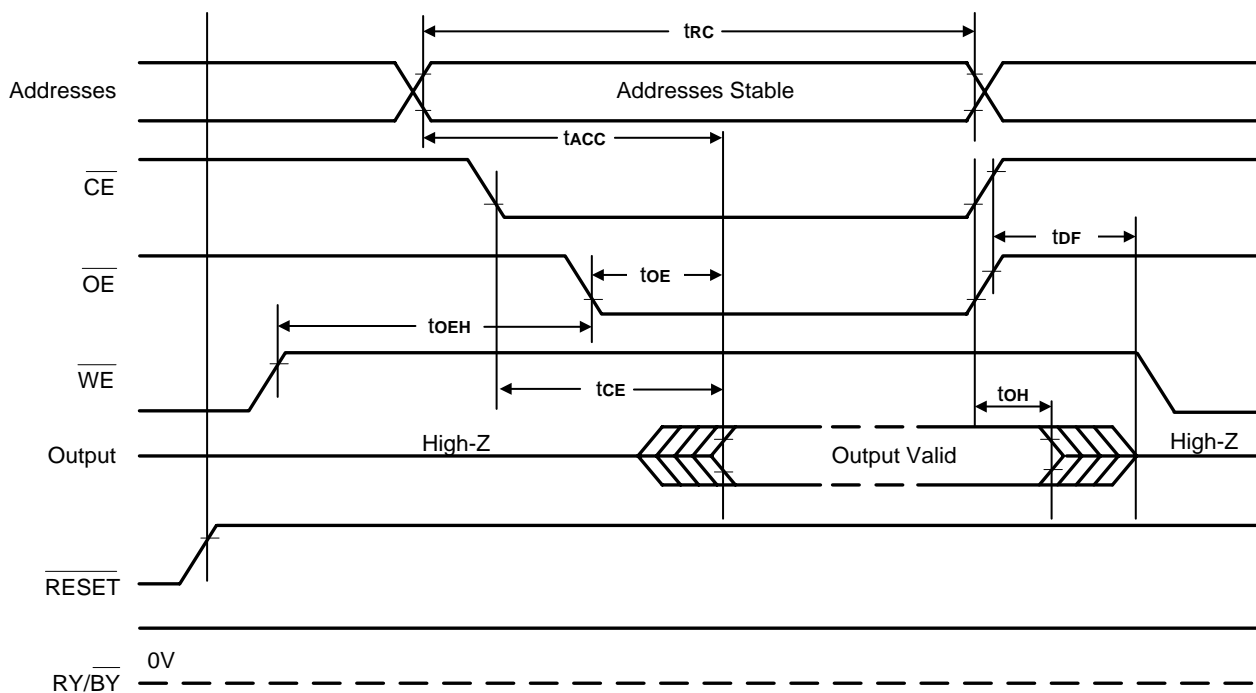 tRC
Addresses
Addresses Stable
tACC
CE
tDF
OE
tOE
tOEH
WE
tCE
tOH
Output
High-Z
Output Valid
High-Z
RESET
0V
RY/BY